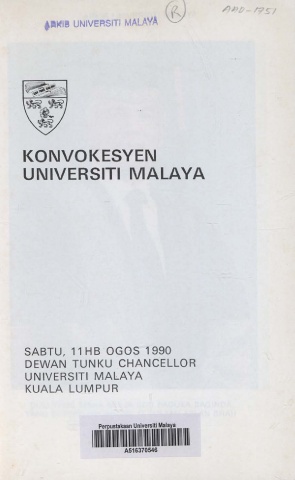 ARKIB UNIVERSITI MALAYA
R
AHD-1751
KONVOKESYEN
UNIVERSITI MALAYA
SABTU, 11HB OGOS 1990
DEWAN TUNKU CHANCELLOR
UNIVERSITI MALAYA
KUALA LUMPUR
Perpustakaan Universiti Malaya
A516370546